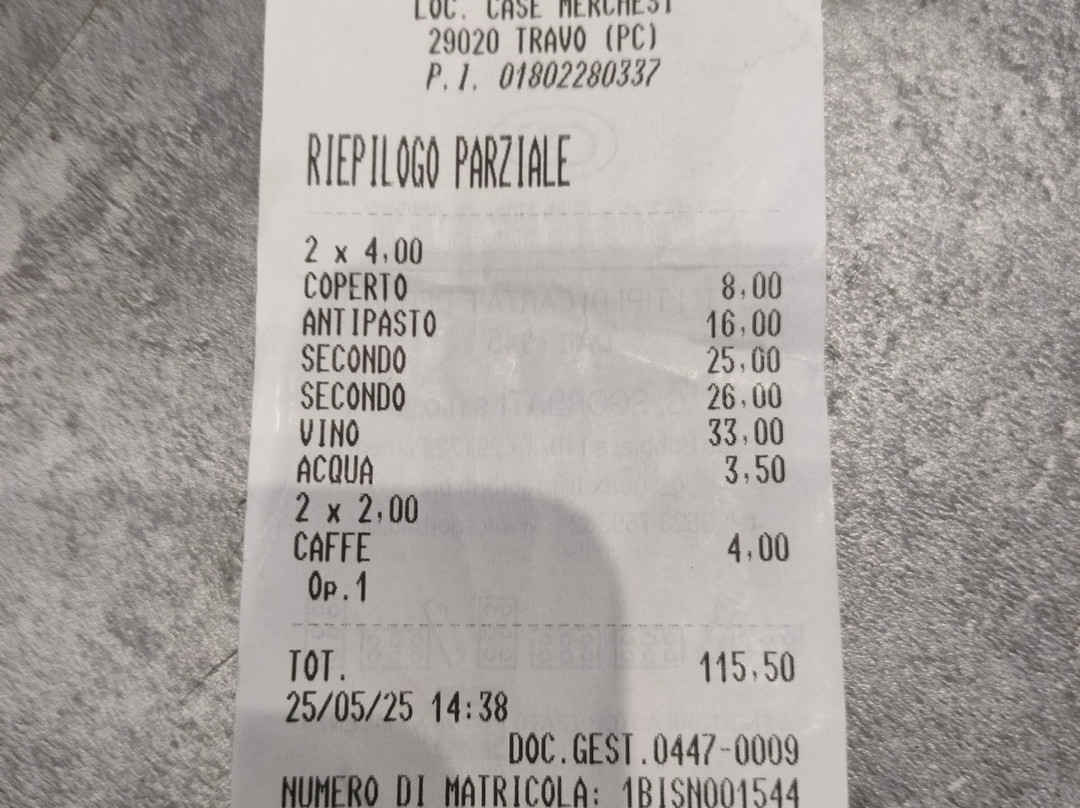 LOC. CASE MERCHESI
29020 TRAVO (PC)
P.I. 01802280337
RIEPILOGO PARZIALE
2 x 4,00
COPERTO 8,00
ANTIPASTO 16,00
SECONDO 25,00
SECONDO 26,00
VINO 33,00
ACQUA 3,50
2 x 2,00
CAFFE 4,00
Op.1
TOT. 115,50
25/05/25 14:38
DOC.GEST.0447-0009
NUMERO DI MATRICOLA: 1BISN001544